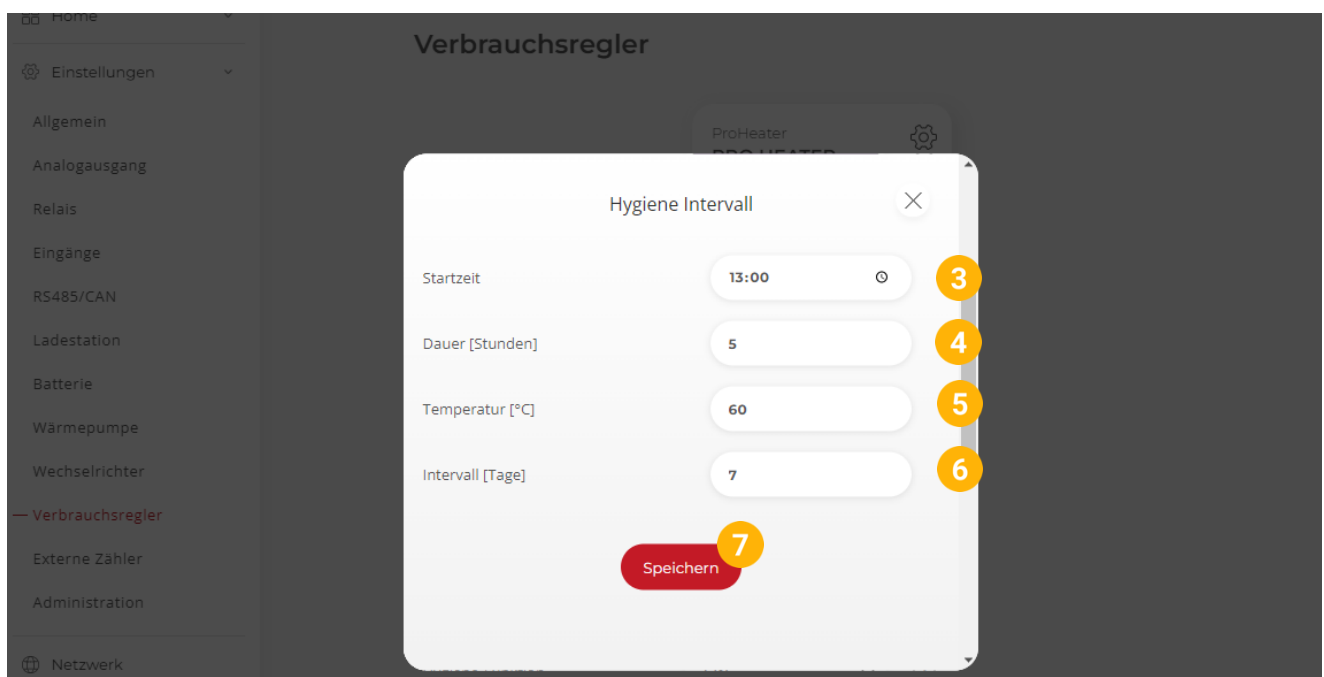 Home
Einstellungen
Allgemein
Analogausgang
Relais
Eingänge
RS485/CAN
Ladestation
Batterie
Wärmepumpe
Wechselrichter
Verbrauchsregler
Externe Zähler
Administration
Netzwerk
Verbrauchsregler
ProHeater
PRO HEATER
Hygiene Intervall
Startzeit 13:00 3
Dauer [Stunden] 5 4
Temperatur [°C] 60 5
Intervall [Tage] 7 6
Speichern 7